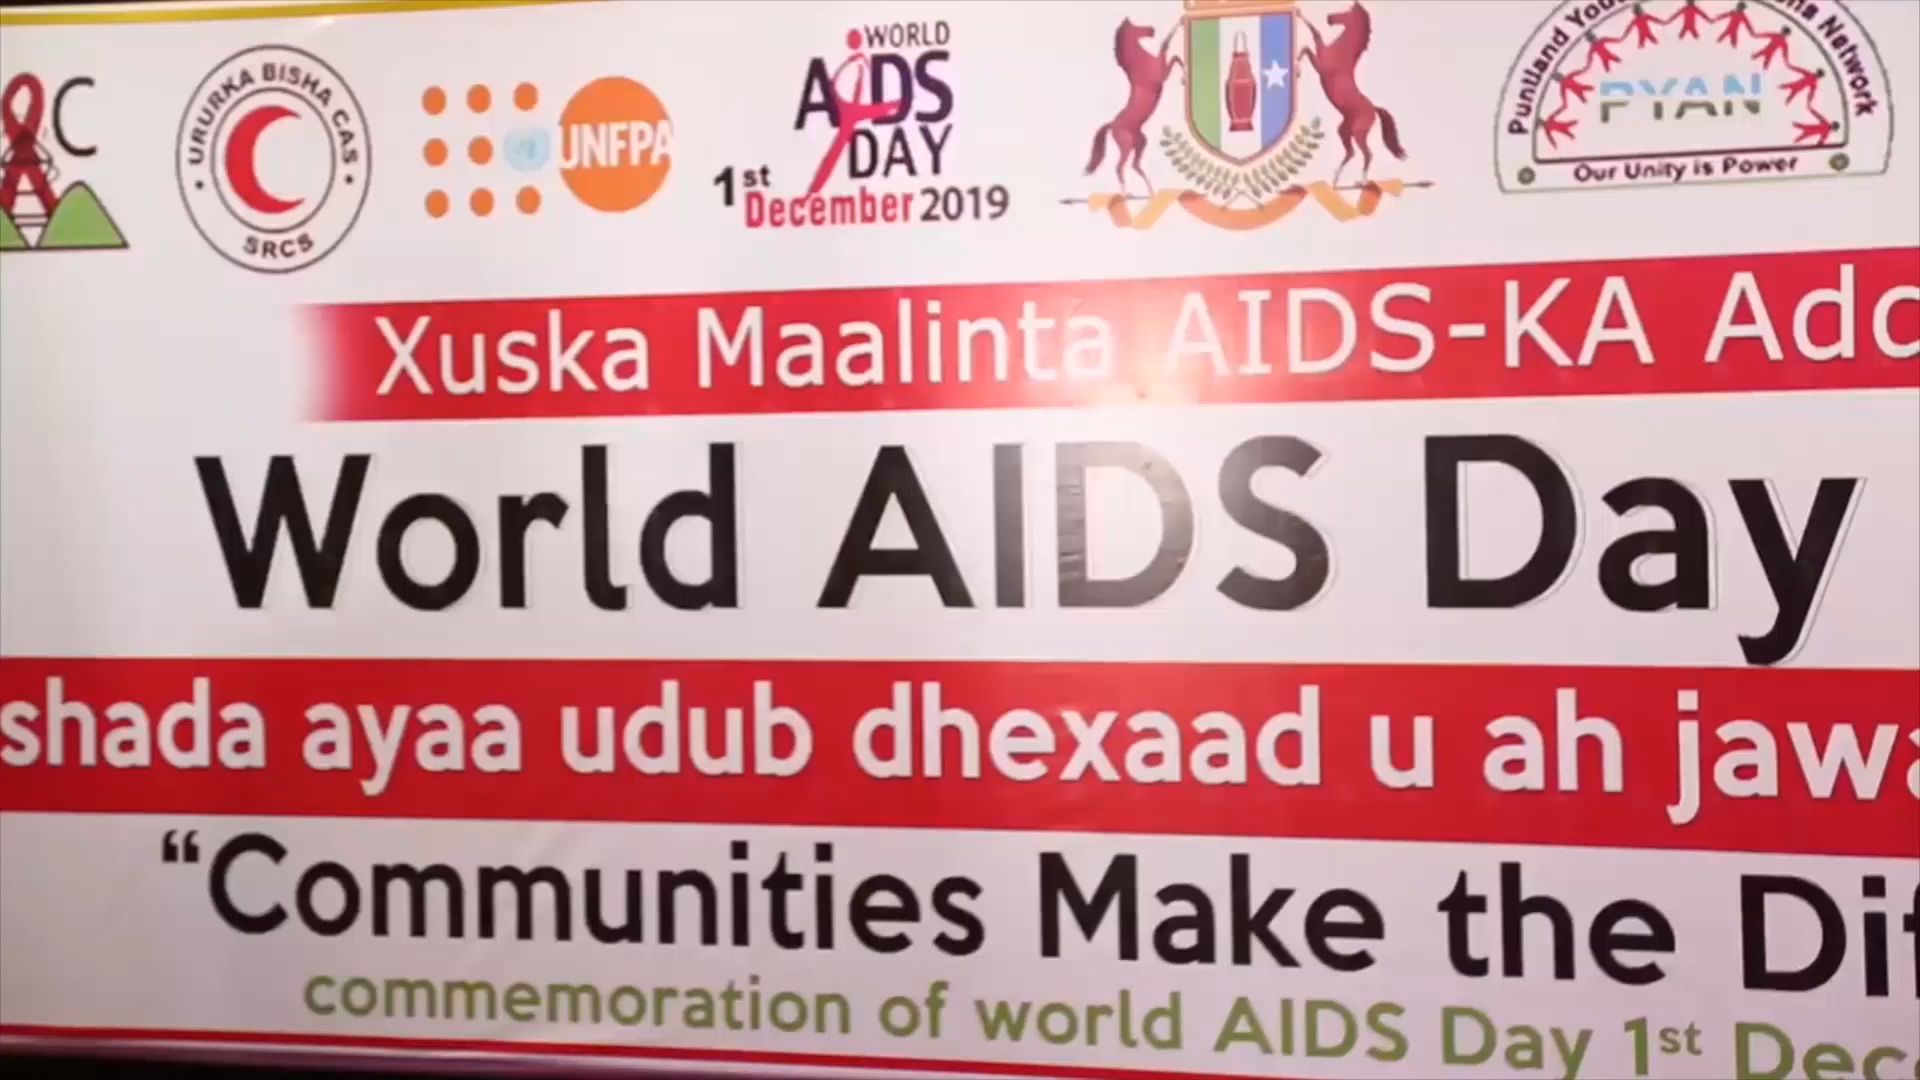 C
URURKA BISHA CAS
SRCS
UNFPA
WORLD
AIDS
DAY
1st
December 2019
Puntland Network
PYAN
Our Unity is Power
Xuska Maalinta AIDS-KA
World AIDS Day
shada ayaa udub dhexaad u ah
“Communities Make the
commemoration of world AIDS Day 1st